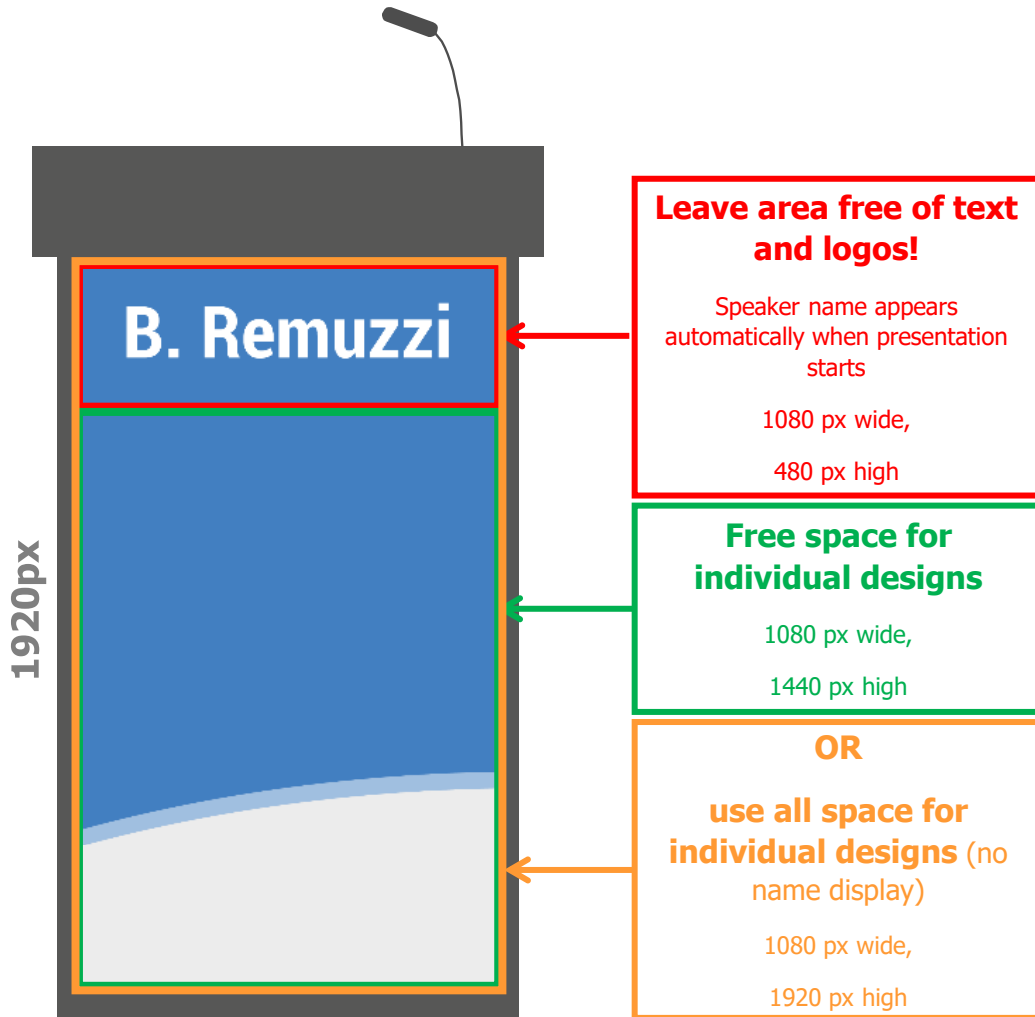 B. Remuzzi
1920px
Leave area free of text
and logos!
Speaker name appears
automatically when presentation
starts
1080 px wide,
480 px high
Free space for
individual designs
1080 px wide,
1440 px high
OR
use all space for
individual designs (no
name display)
1080 px wide,
1920 px high